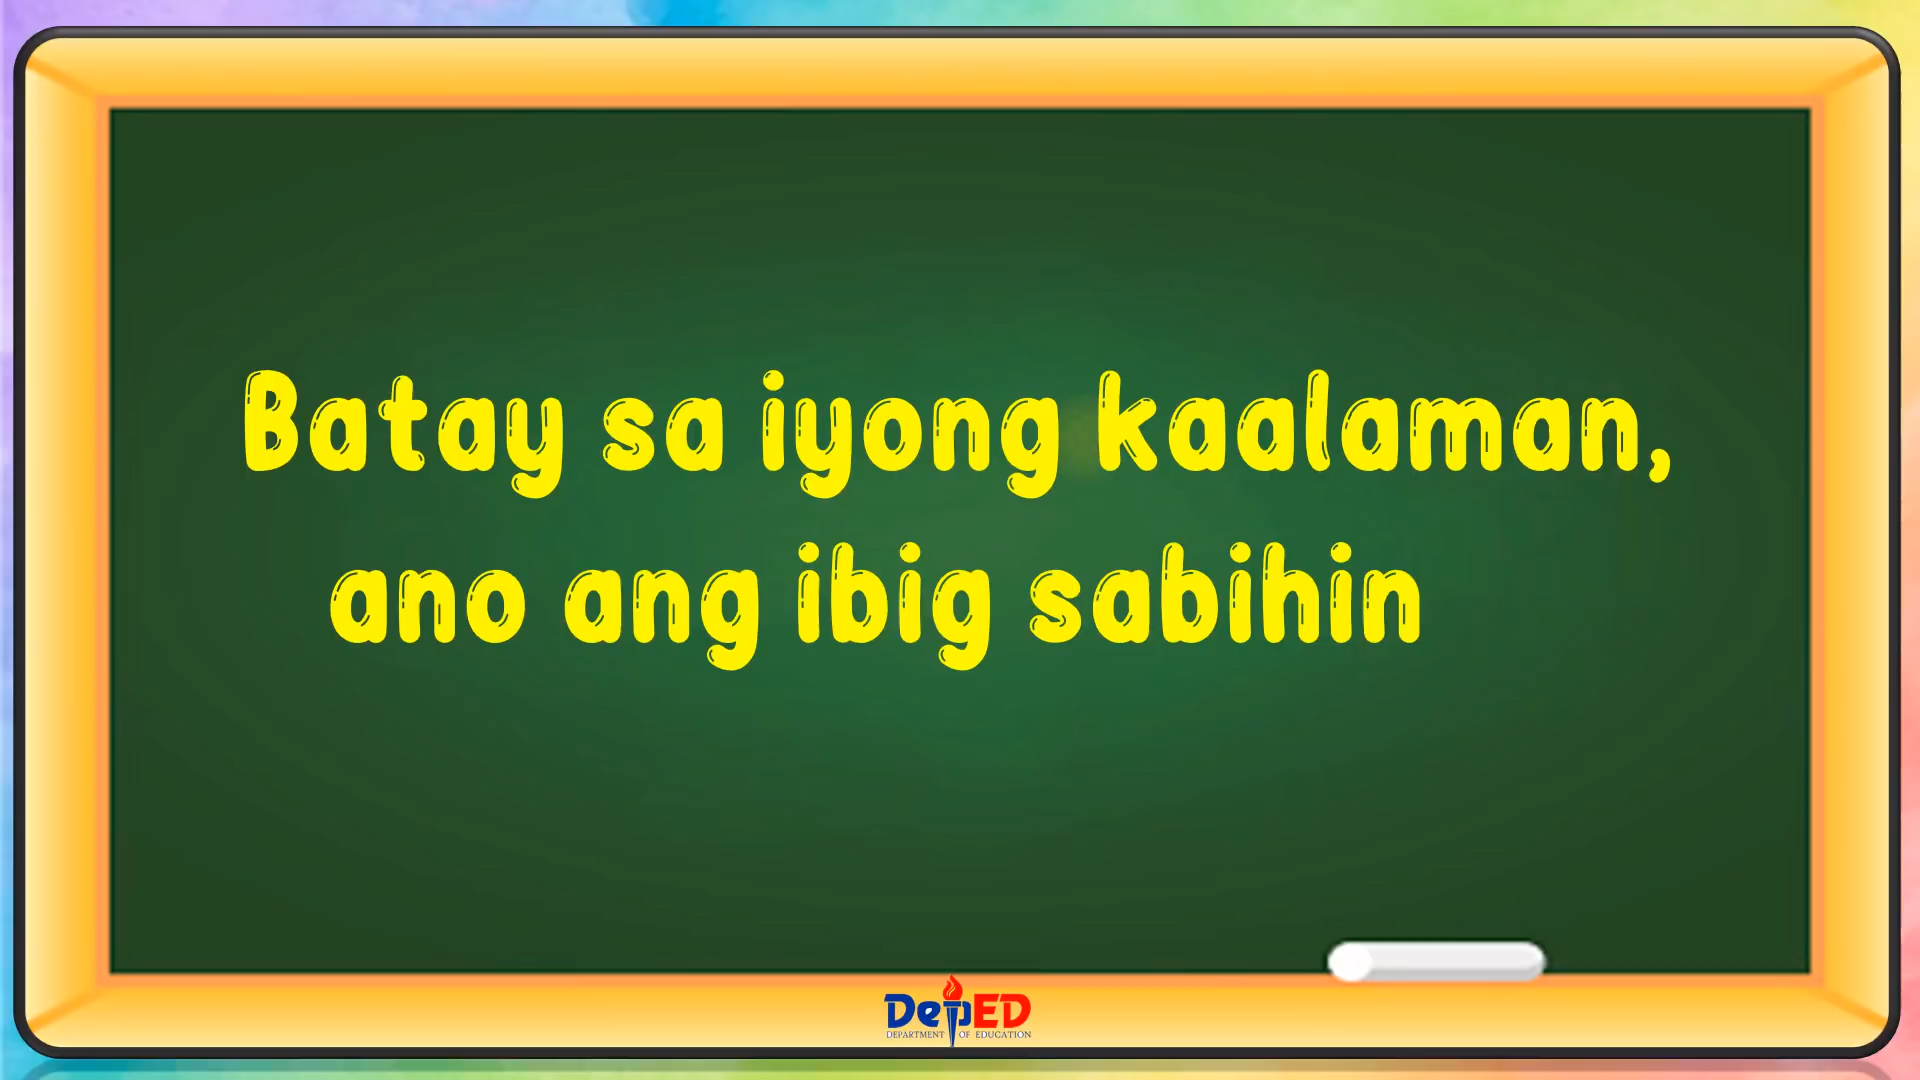 Batay sa iyong kaalaman,
ano ang ibig sabihin
DepED
DEPARTMENT OF EDUCATION